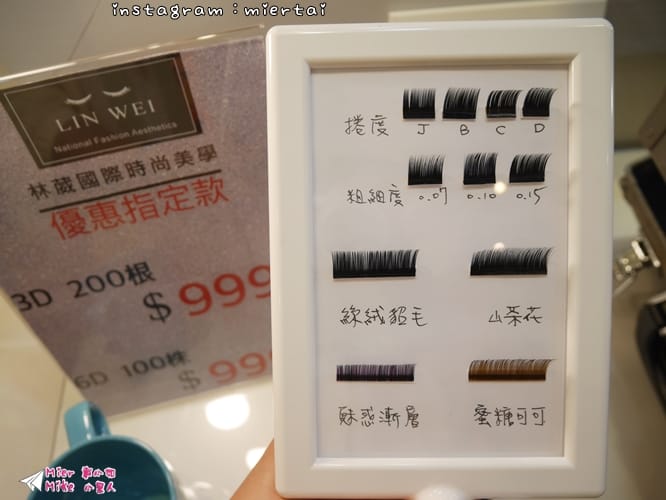 instagram：miertai
LIN WEI
National Fashion Aesthetics
林葳國際時尚美學
優惠指定款
3D 200根
$999
6D 100株
$999
捲度 J B C D
粗細度 0.07 0.10 0.15
絲絨貂毛 山茶花
魅惑漸層 蜜糖可可
Mier
Mike